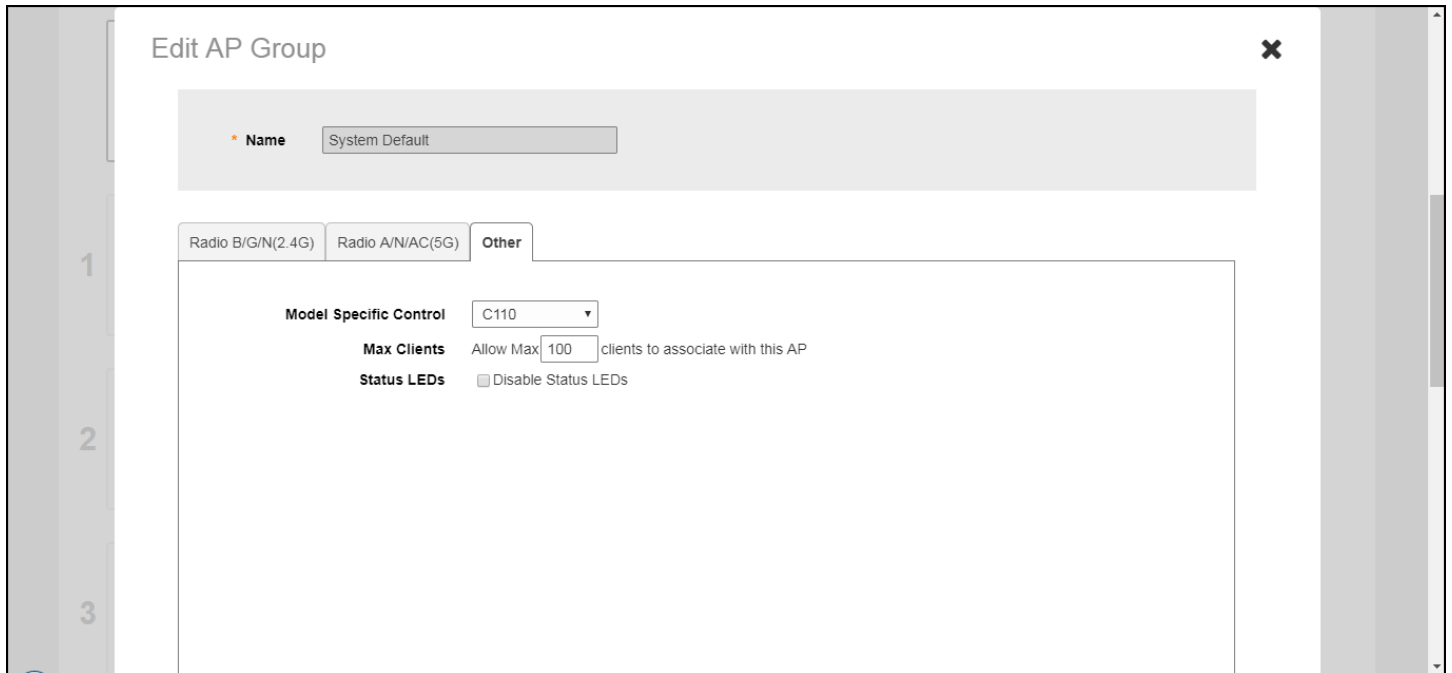 Edit AP Group
* Name System Default
Radio B/G/N(2.4G) Radio A/N/AC(5G) Other
Model Specific Control C110
Max Clients Allow Max 100 clients to associate with this AP
Status LEDs Disable Status LEDs
1
2
3